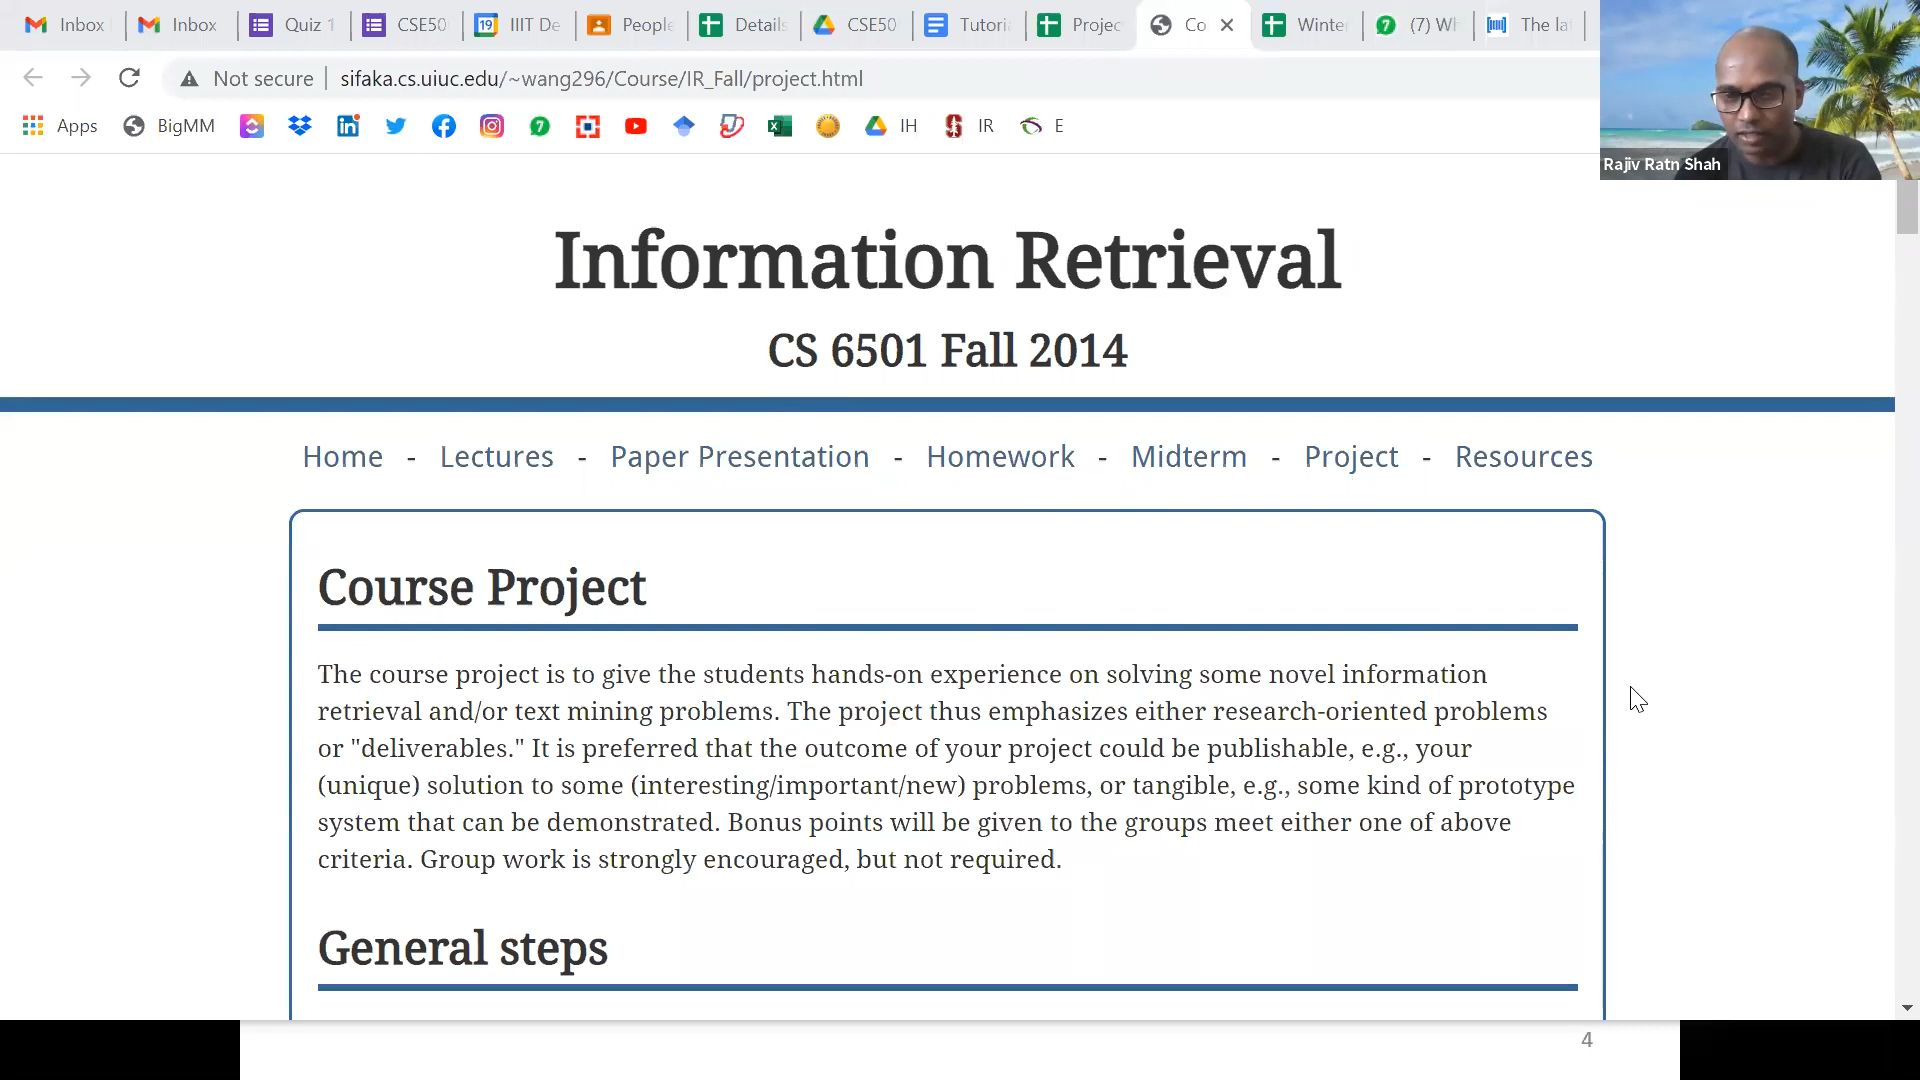 Inbox
Inbox
Quiz 1
CSE50
19 IIIT De
People
Details
CSE50
Tutoria
Projec
Co
Winte
7 (7) Wh
The la
Not secure
sifaka.cs.uiuc.edu/~wang296/Course/IR_Fall/project.html
Apps
BigMM
7
IH
IR
E
Rajiv Ratn Shah
Information Retrieval
CS 6501 Fall 2014
Home - Lectures - Paper Presentation - Homework - Midterm - Project - Resources
Course Project
The course project is to give the students hands-on experience on solving some novel information
retrieval and/or text mining problems. The project thus emphasizes either research-oriented problems
or "deliverables." It is preferred that the outcome of your project could be publishable, e.g., your
(unique) solution to some (interesting/important/new) problems, or tangible, e.g., some kind of prototype
system that can be demonstrated. Bonus points will be given to the groups meet either one of above
criteria. Group work is strongly encouraged, but not required.
General steps
4